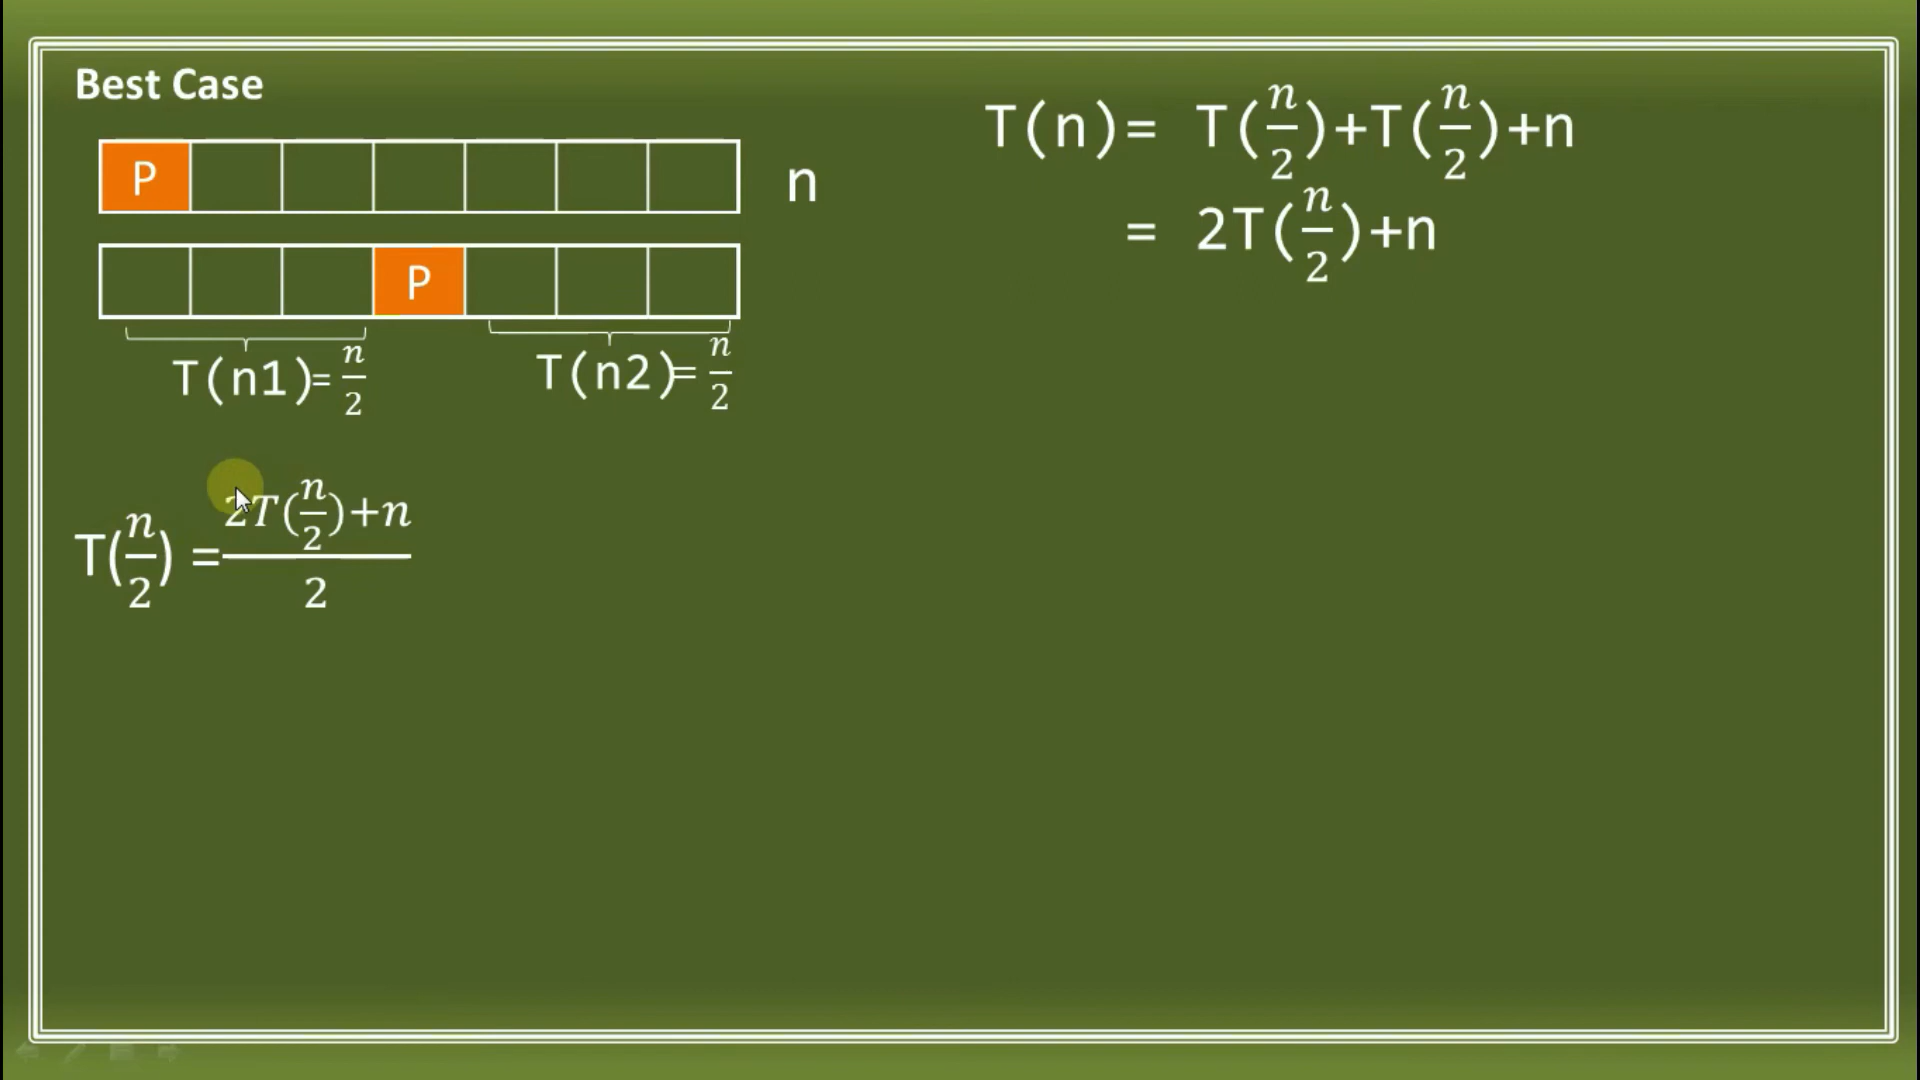 Best Case
P
n
P
T(n1)= n/2
T(n2)= n/2
T(n/2) = (2T(n/2)+n)/2
T(n)= T(n/2)+T(n/2)+n
= 2T(n/2)+n